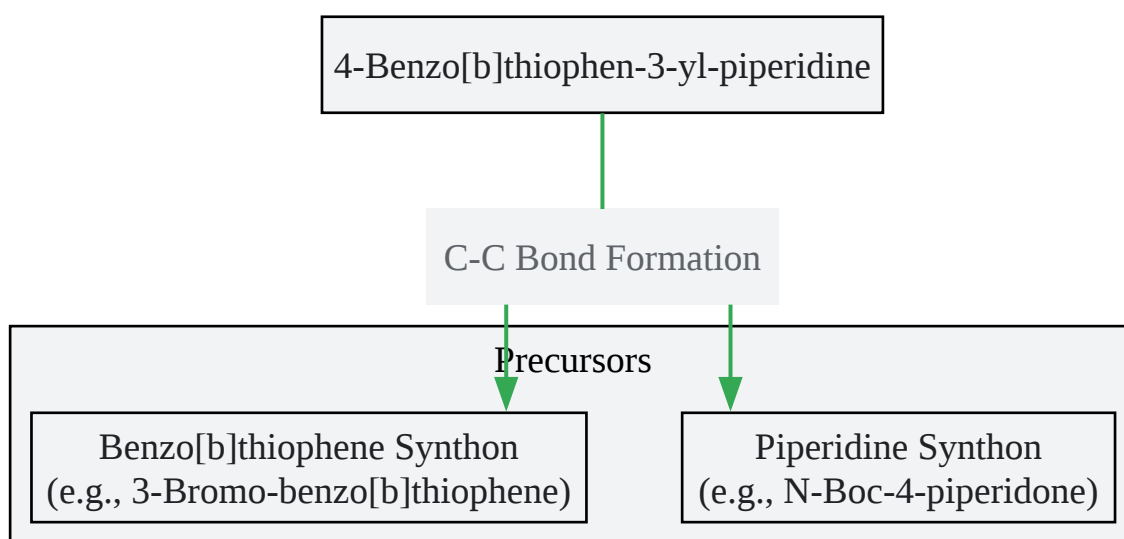 4-Benzo[b]thiophen-3-yl-piperidine
C-C Bond Formation
Precursors
Benzo[b]thiophene Synthon
(e.g., 3-Bromo-benzo[b]thiophene)
Piperidine Synthon
(e.g., N-Boc-4-piperidone)